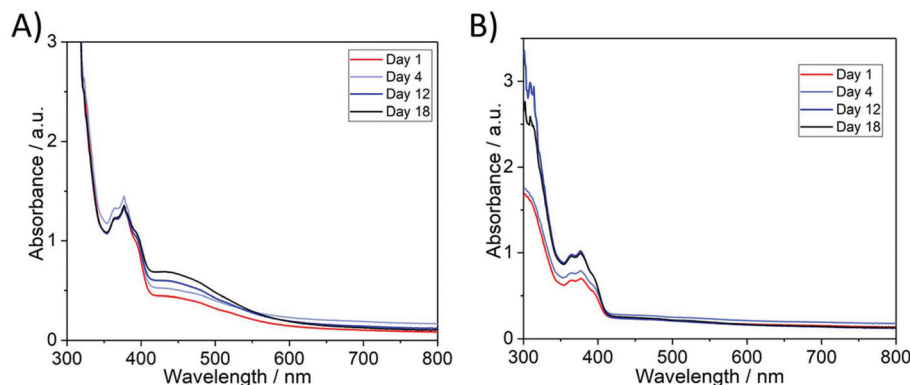 A)
3
2
1
0
Absorbance / a.u.
300 400 500 600 700 800
Wavelength / nm
Day 1
Day 4
Day 12
Day 18
B)
3
2
1
0
Absorbance / a.u.
300 400 500 600 700 800
Wavelength / nm
Day 1
Day 4
Day 12
Day 18